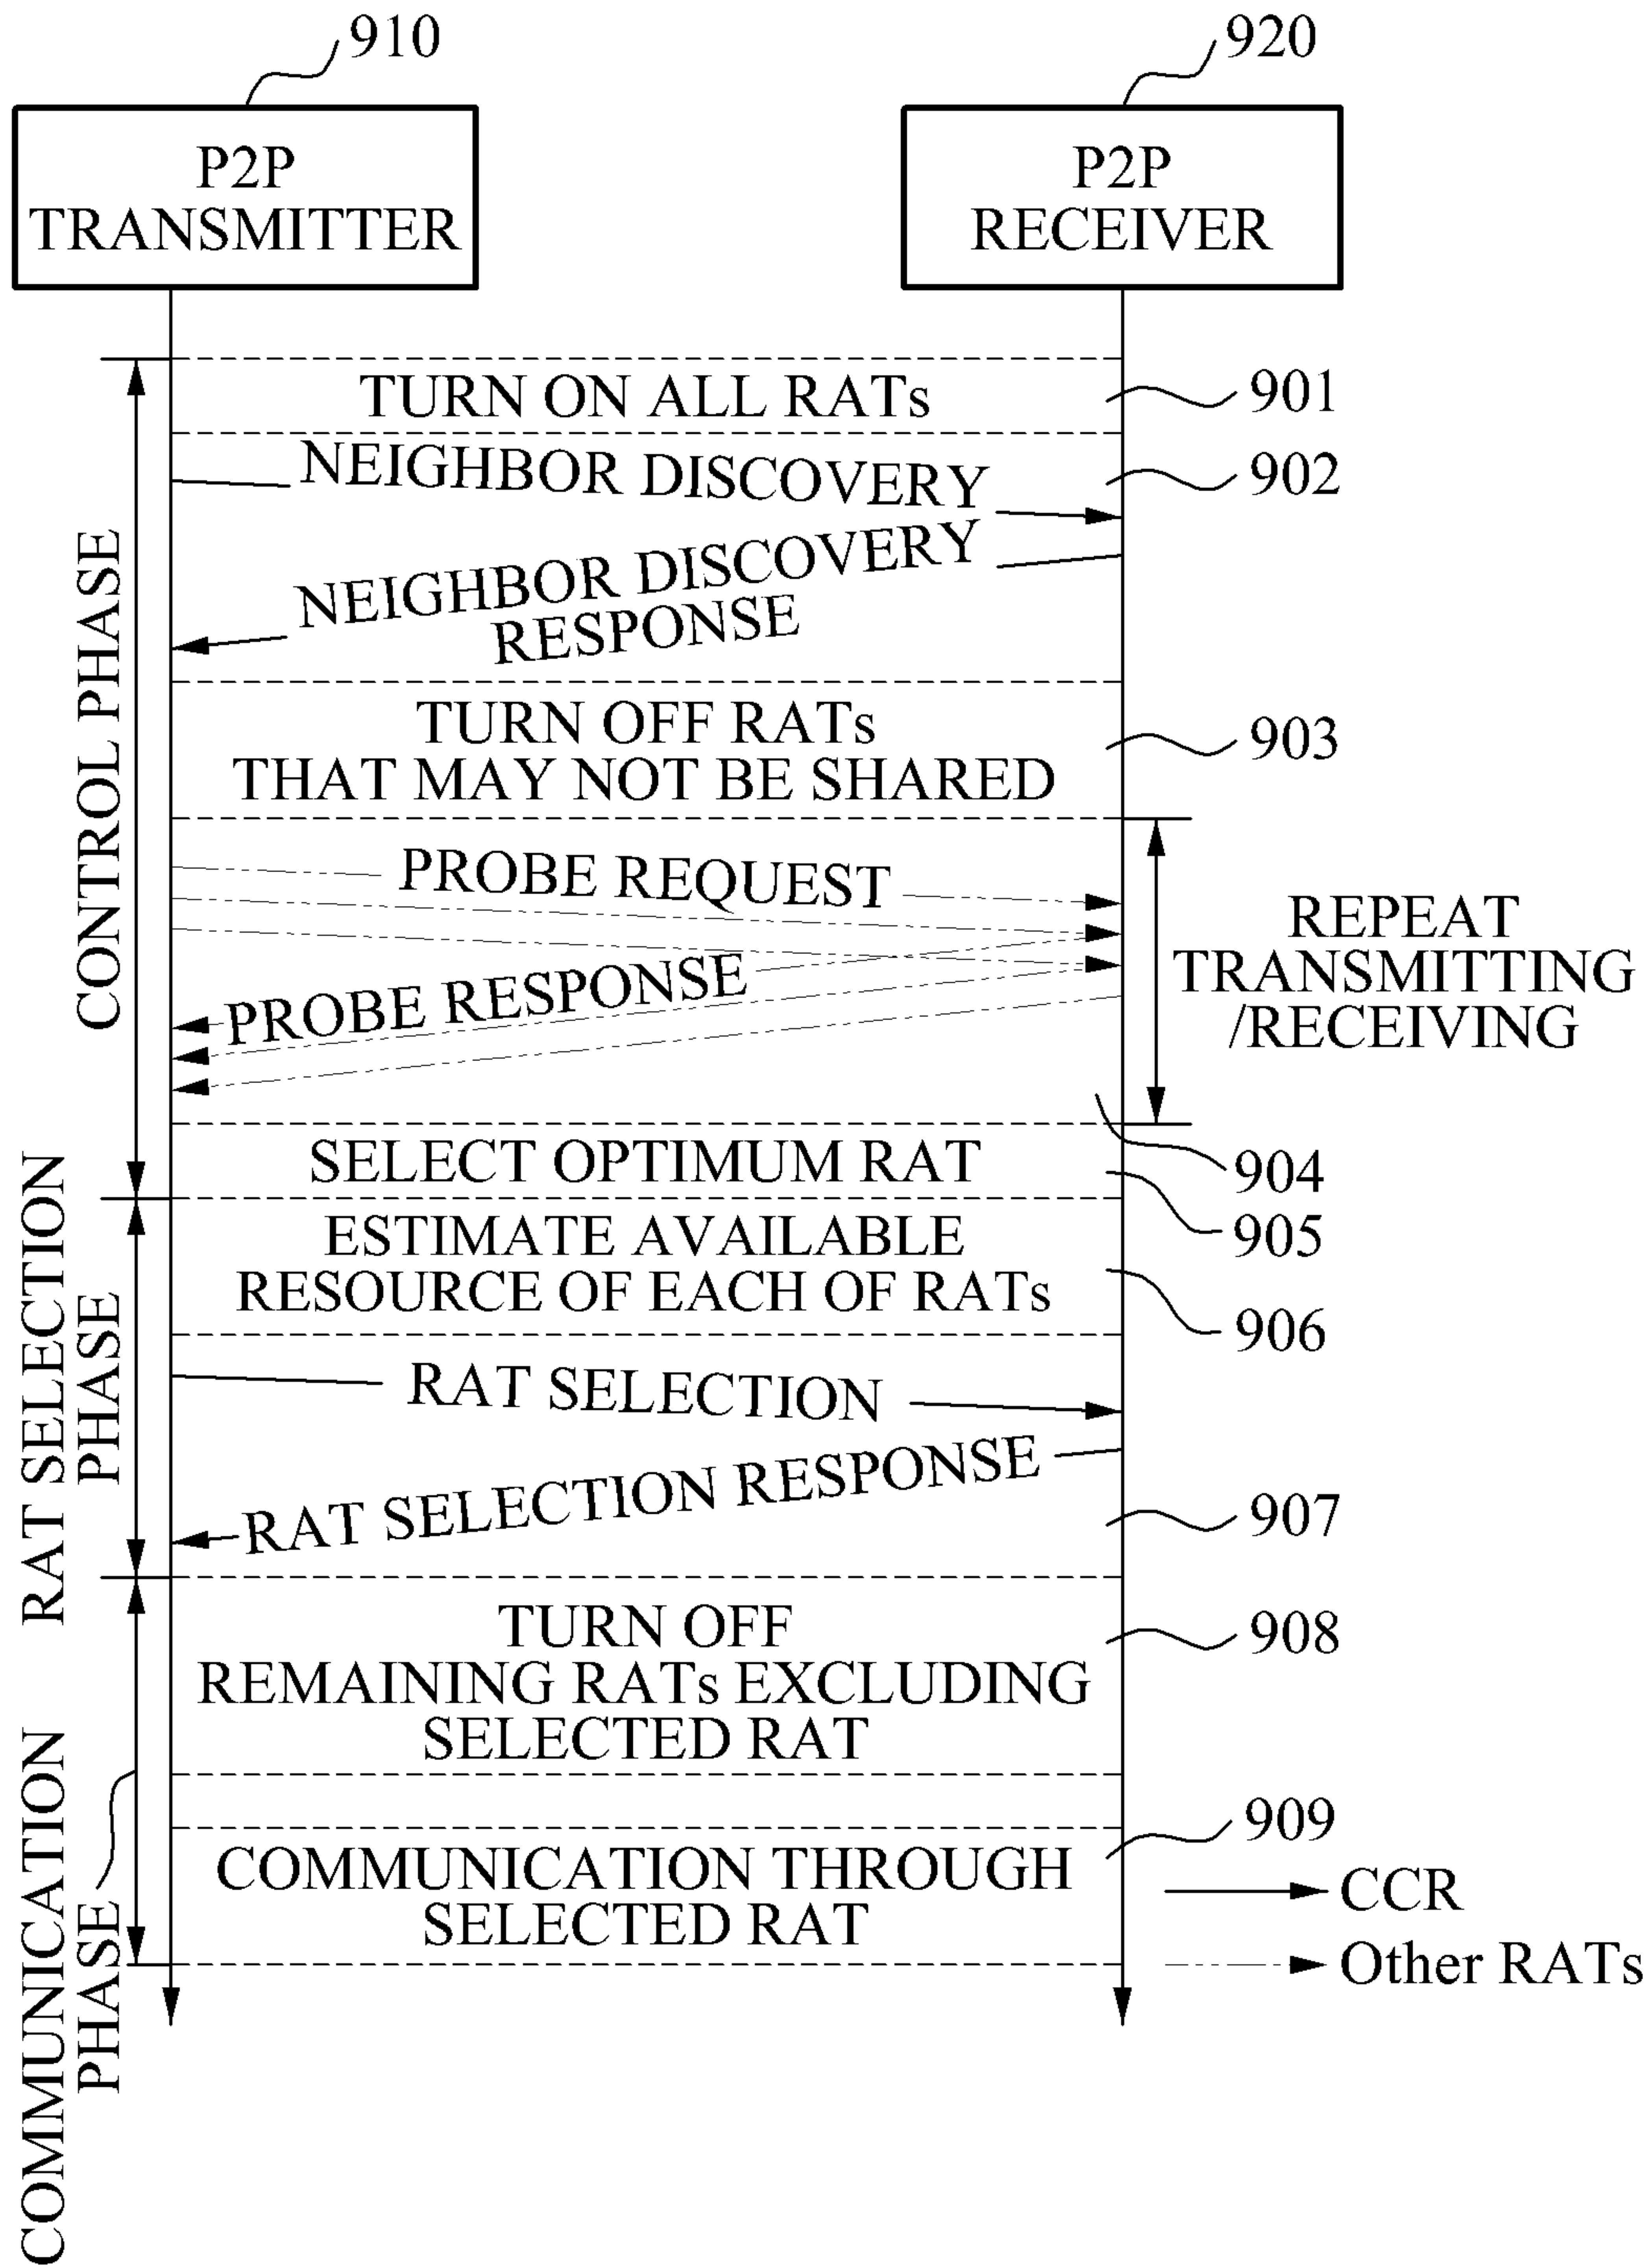 910
920
P2P
TRANSMITTER
P2P
RECEIVER
CONTROL PHASE
TURN ON ALL RATs
901
NEIGHBOR DISCOVERY
902
NEIGHBOR DISCOVERY
RESPONSE
TURN OFF RATs
THAT MAY NOT BE SHARED
903
PROBE REQUEST
PROBE RESPONSE
REPEAT
TRANSMITTING
/RECEIVING
904
SELECT OPTIMUM RAT
905
RAT SELECTION
PHASE
ESTIMATE AVAILABLE
RESOURCE OF EACH OF RATs
906
RAT SELECTION
RAT SELECTION RESPONSE
907
COMMUNICATION
PHASE
TURN OFF
REMAINING RATs EXCLUDING
SELECTED RAT
908
COMMUNICATION THROUGH
SELECTED RAT
909
CCR
Other RATs